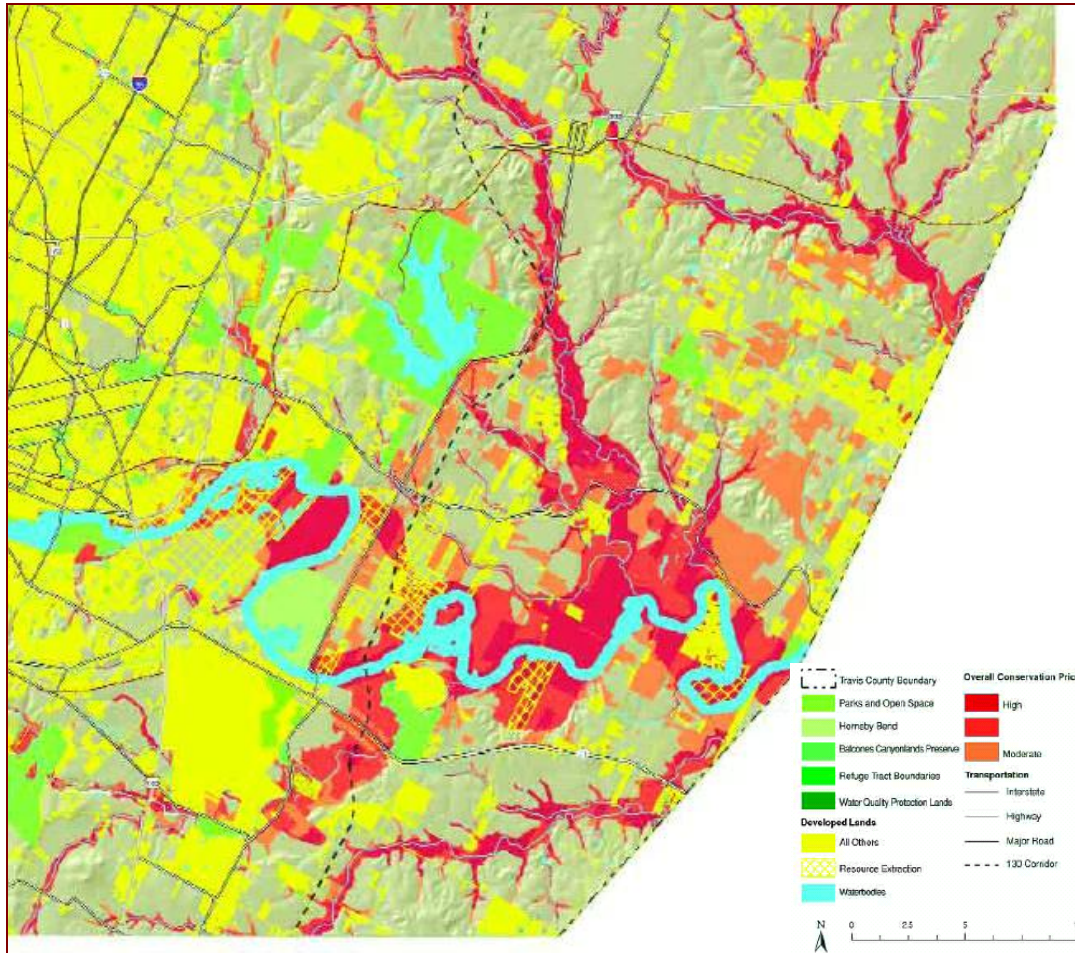 Travis County Boundary
Parks and Open Space
Hornsby Bend
Balcones Canyonlands Preserve
Refuge Tract Boundaries
Water Quality Protection Lands
Developed Lands
All Others
Resource Extraction
Waterbodies
Overall Conservation Pric
High
Moderate
Transportation
Interstate
Highway
Major Road
130 Corridor
N
0
2.5
5